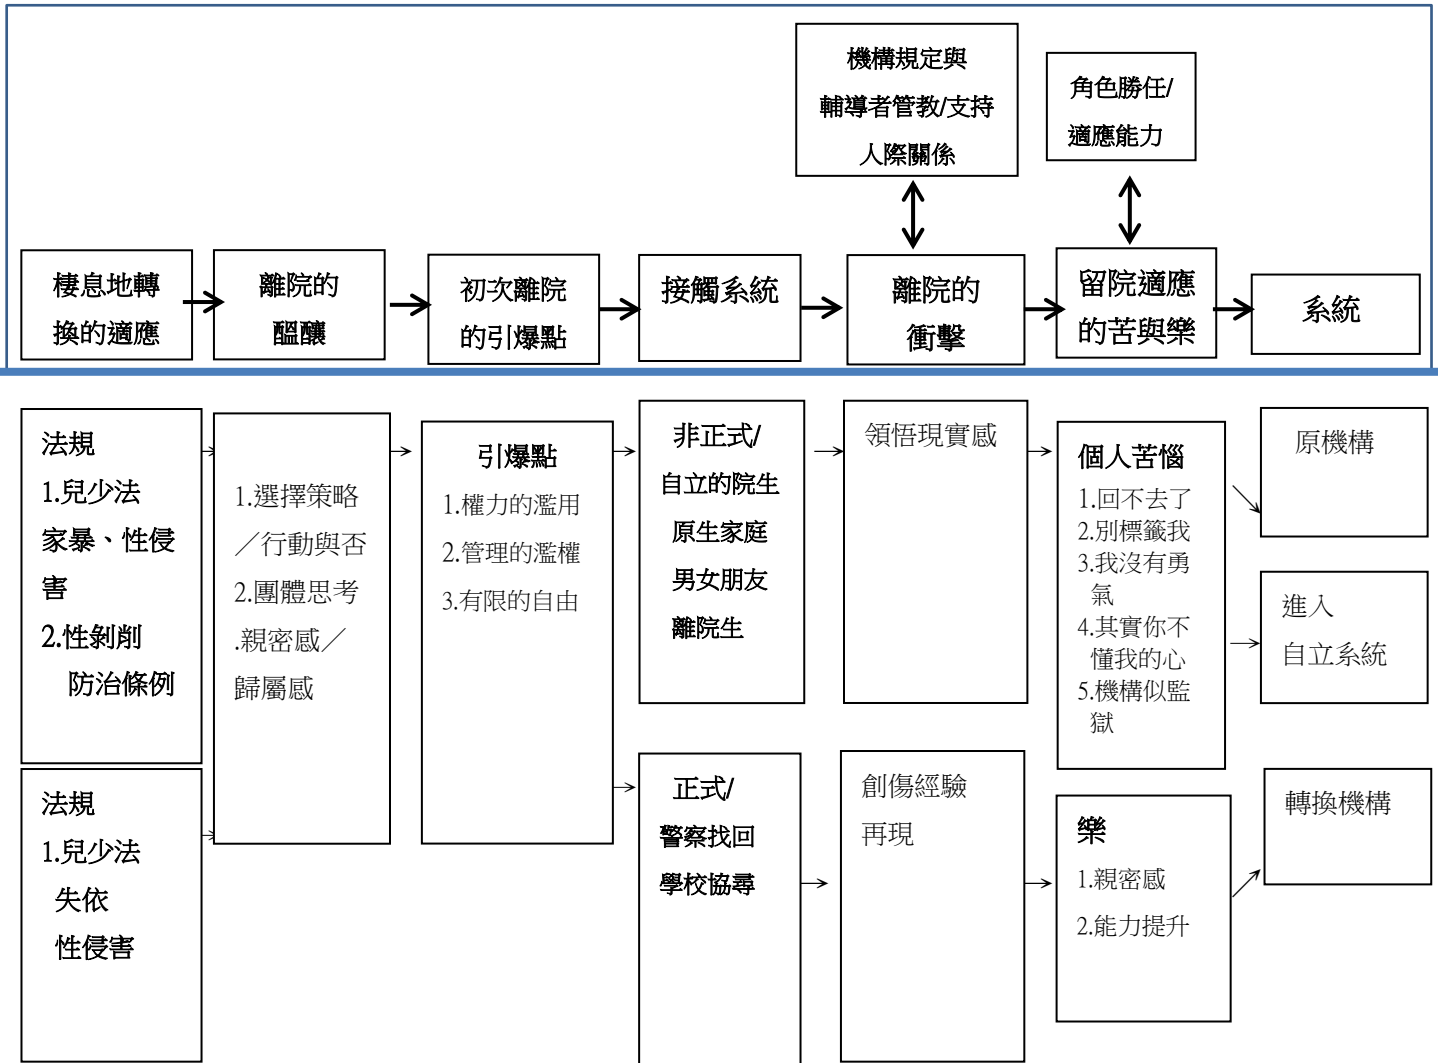 機構規定與
輔導者管教/支持
人際關係
角色勝任/
適應能力
棲息地轉
換的適應
離院的
醞釀
初次離院
的引爆點
接觸系統
離院的
衝擊
留院適應
的苦與樂
系統
法規
1.兒少法
家暴、性侵
害
2.性剝削
防治條例
法規
1.兒少法
失依
性侵害
1.選擇策略
／行動與否
2.團體思考
.親密感／
歸屬感
引爆點
1.權力的濫用
2.管理的濫權
3.有限的自由
非正式/
自立的院生
原生家庭
男女朋友
離院生
正式/
警察找回
學校協尋
領悟現實感
創傷經驗
再現
個人苦惱
1.回不去了
2.別標籤我
3.我沒有勇
氣
4.其實你不
懂我的心
5.機構似監
獄
樂
1.親密感
2.能力提升
原機構
進入
自立系統
轉換機構